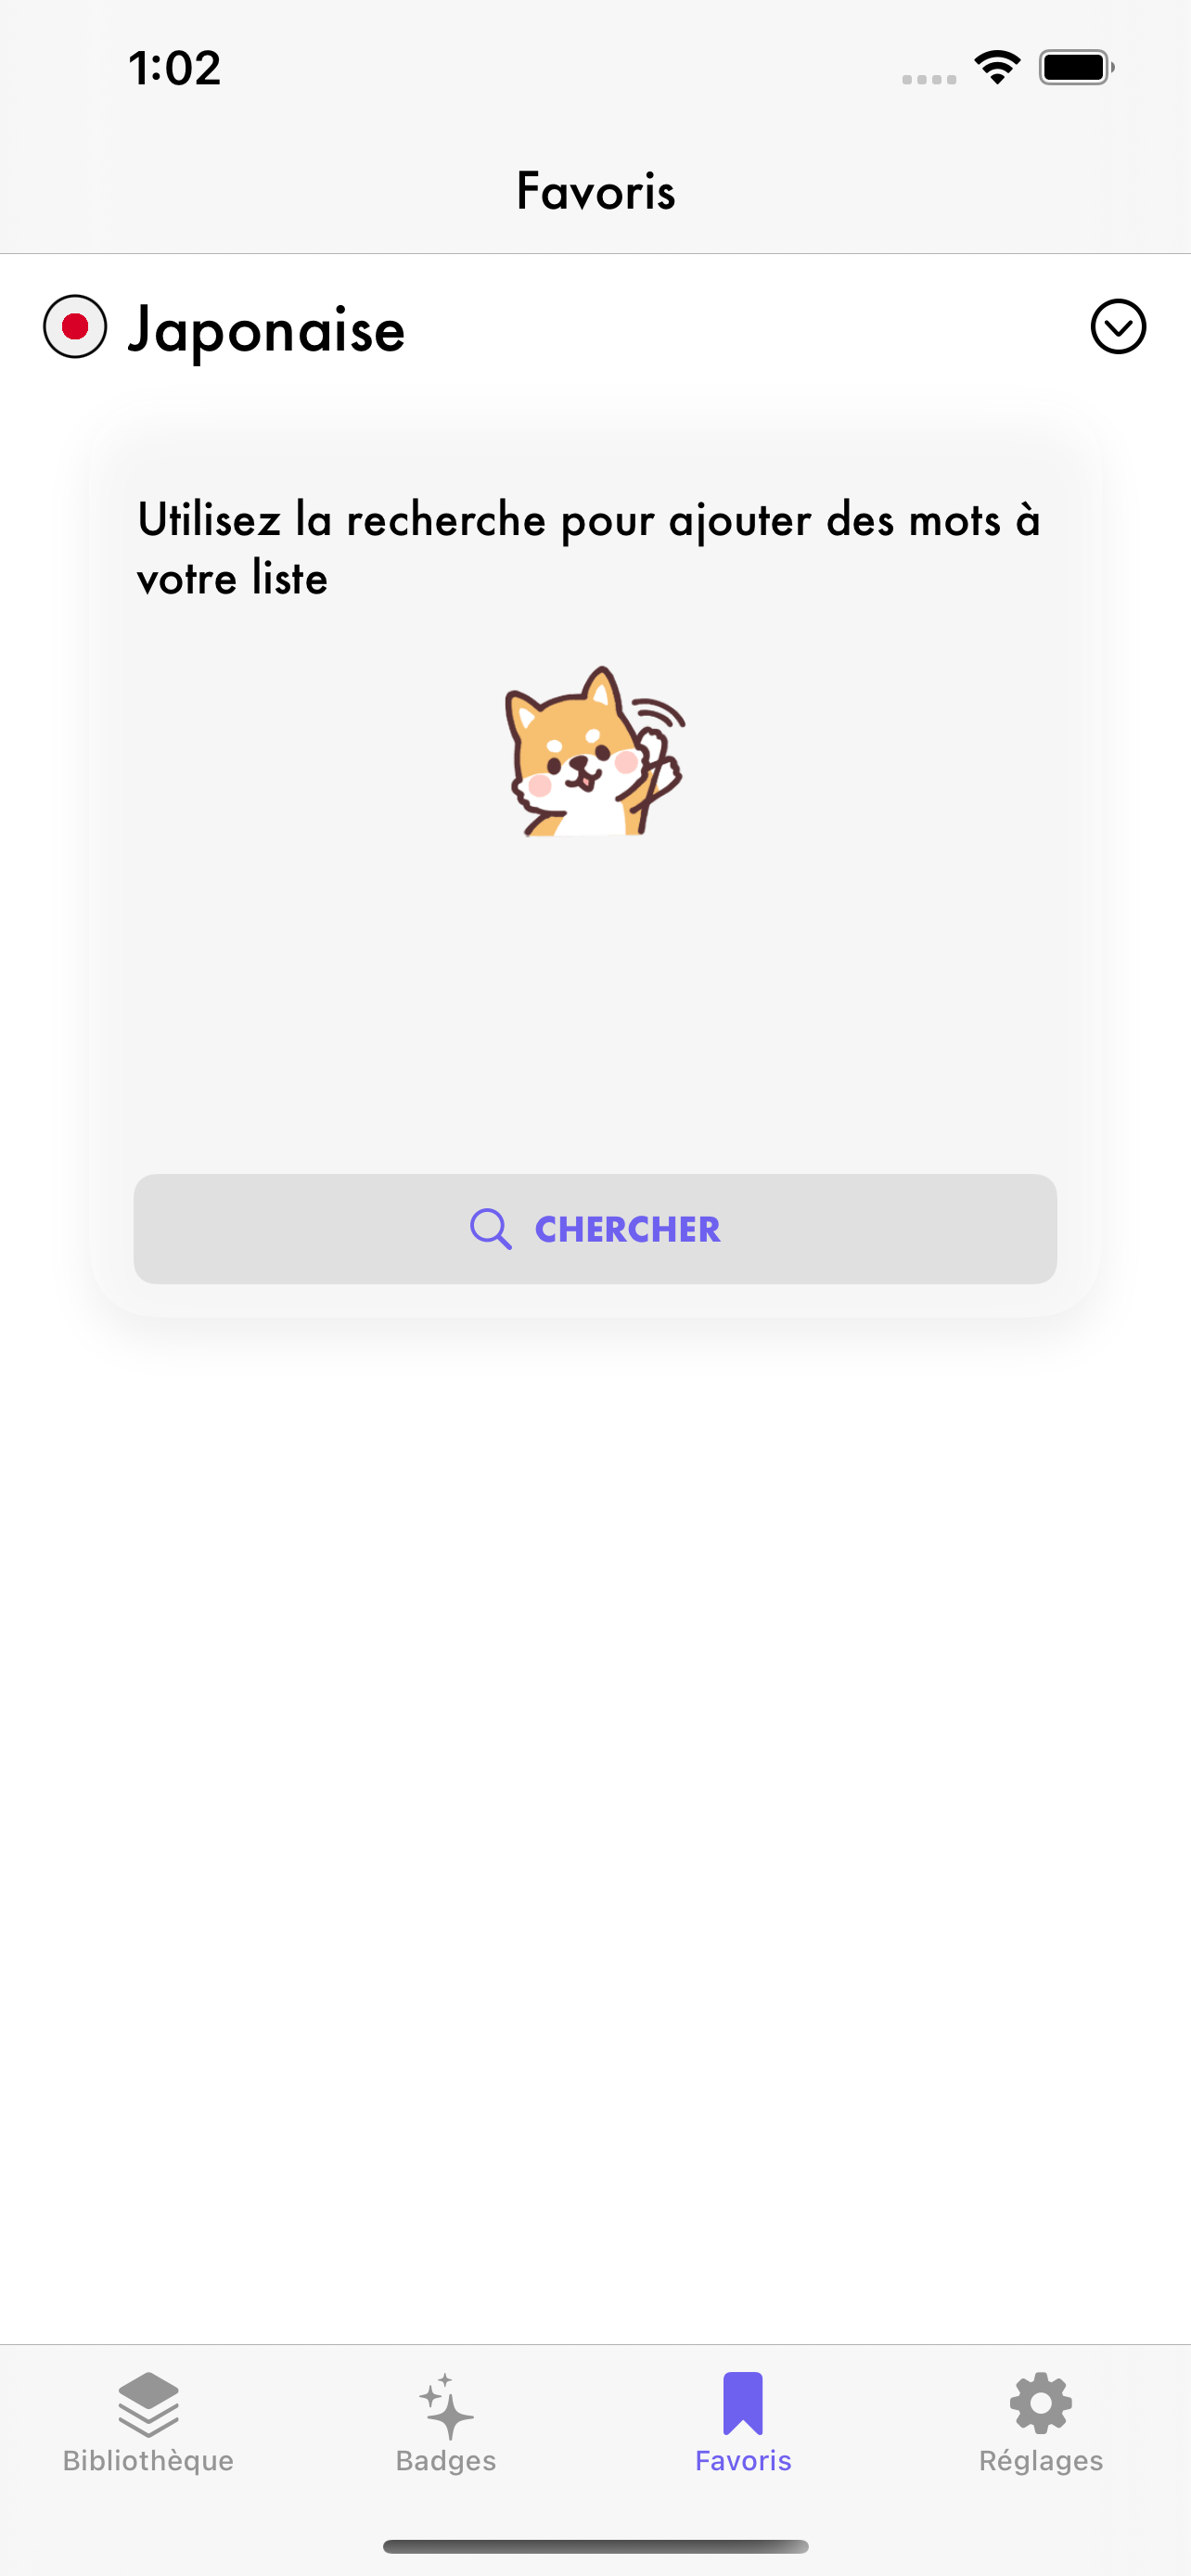 1:02
Favoris
Japonaise
Utilisez la recherche pour ajouter des mots à
votre liste
CHERCHER
Bibliothèque
Badges
Favoris
Réglages